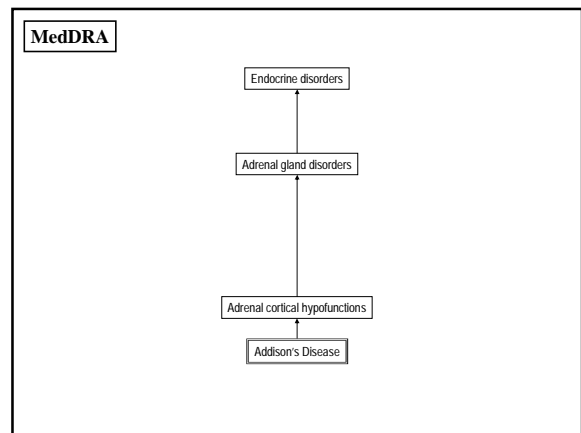 MedDRA
Endocrine disorders
Adrenal gland disorders
Adrenal cortical hypofunctions
Addison's Disease